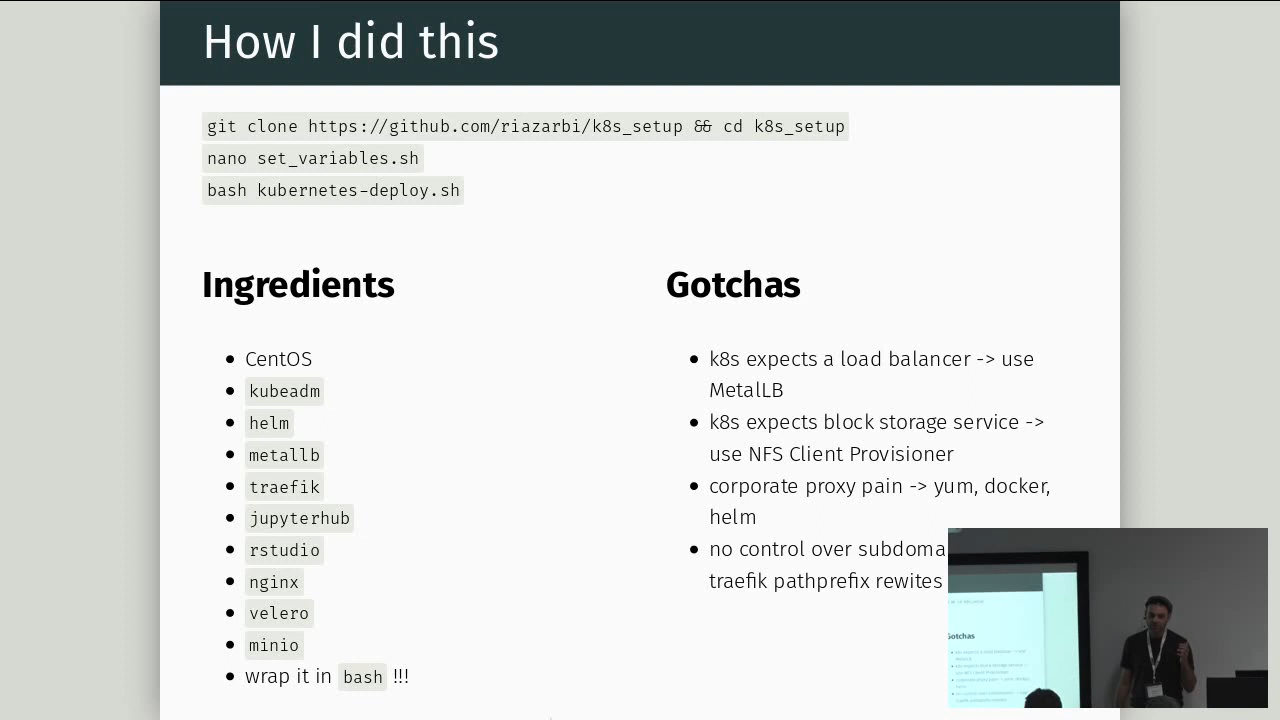 How I did this
git clone https://github.com/riazarbi/k8s_setup && cd k8s_setup
nano set_variables.sh
bash kubernetes-deploy.sh
Ingredients
CentOS
kubeadm
helm
metallb
traefik
jupyterhub
rstudio
nginx
velero
minio
wrap it in bash !!!
Gotchas
k8s expects a load balancer -> use
MetalLB
k8s expects block storage service ->
use NFS Client Provisioner
corporate proxy pain -> yum, docker,
helm
no control over subdoma
traefik pathprefix rewites
Gotchas